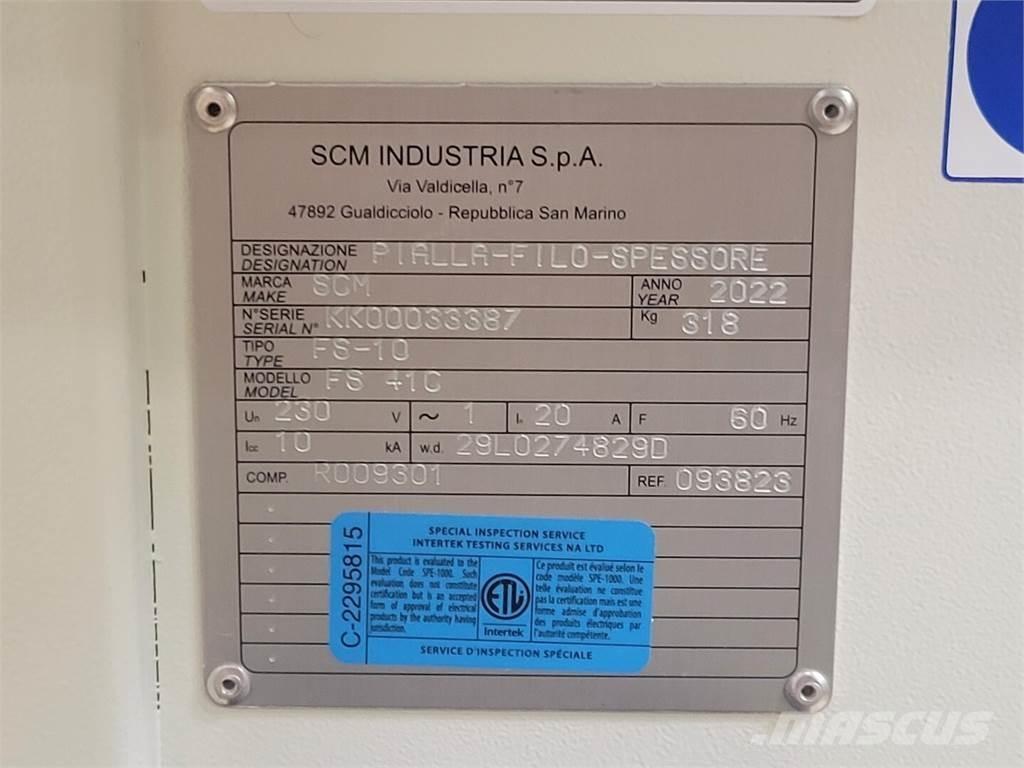 SCM INDUSTRIA S.p.A.
Via Valdicella, n°7
47892 Gualdicciolo - Repubblica San Marino
DESIGNAZIONE
DESIGNATION PIALLA-FILO-SPESSORE
MARCA
MAKE SCM ANNO
YEAR 2022
N°SERIE
SERIAL N° KK00033387 Kg 318
TIPO
TYPE FS-10
MODELLO
MODEL FS 41C
Un 230 V ~ 1 In 20 A F 60 Hz
Icc 10 kA w.d. 29L0274829D
COMP. R009301 REF. 093823
C-2295815
SPECIAL INSPECTION SERVICE
INTERTEK TESTING SERVICES NA LTD
This product is evaluated to the
Model Code SPE-1000. Such
evaluation does not constitute
certification but is an accepted
form of approval of electrical
products by the authority having
jurisdiction.
ETL
Intertek
Ce produit est évalué selon le
code modèle SPE-1000. Une
telle évaluation ne constitue
pas la certification mais est une
forme admise d'approbation
des produits électriques par
l'autorité compétente.
SERVICE D'INSPECTION SPÉCIALE
MASCUS